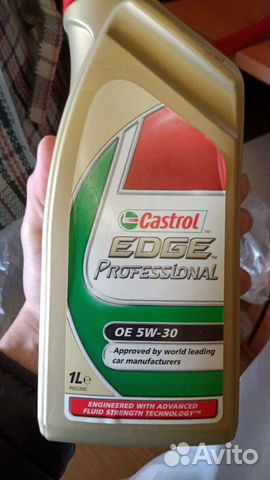 Castrol
EDGE
PROFESSIONAL
OE 5W-30
Approved by world leading
car manufacturers
1L e
ENGINEERED WITH ADVANCED
FLUID STRENGTH TECHNOLOGY™
Avito